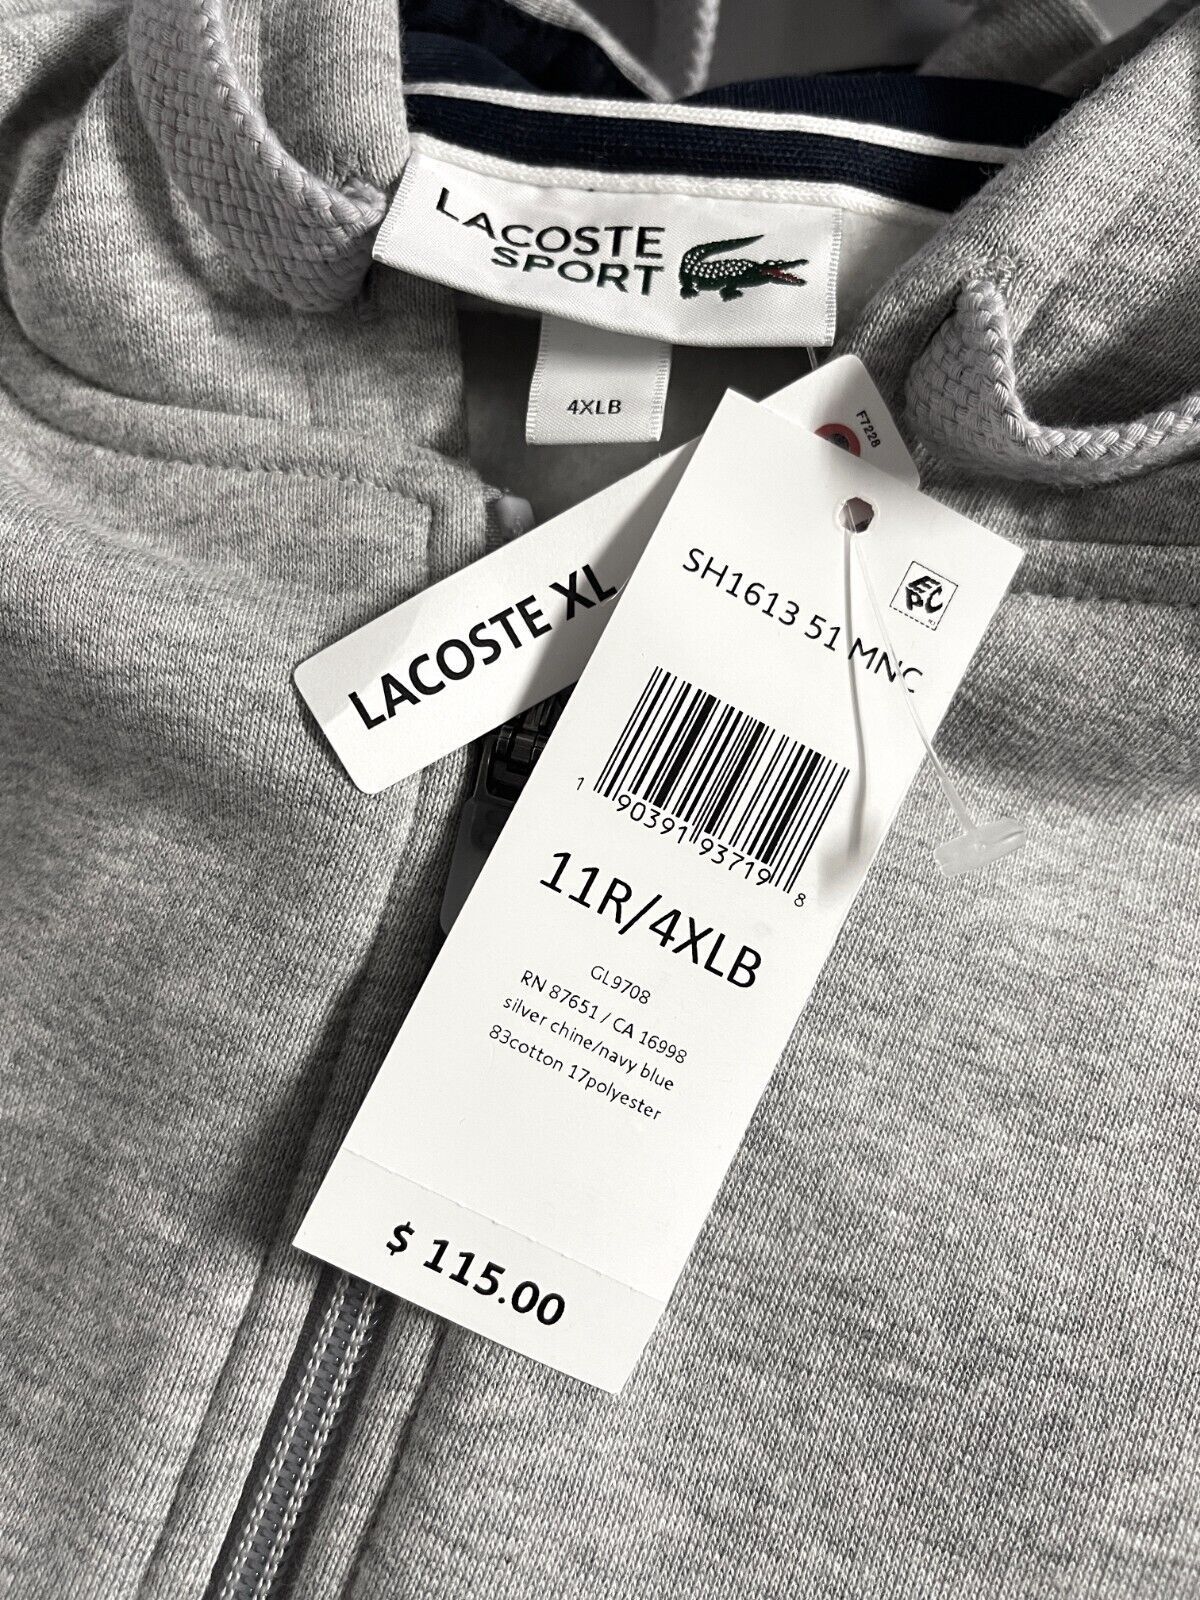 LACOSTE
SPORT
4XLB
F7228
LACOSTE XL
SH1613 51 MNC
EPC
1 90391 93719 8
11R/4XLB
GL9708
RN 87651 / CA 16998
silver chine/navy blue
83cotton 17polyester
$ 115.00